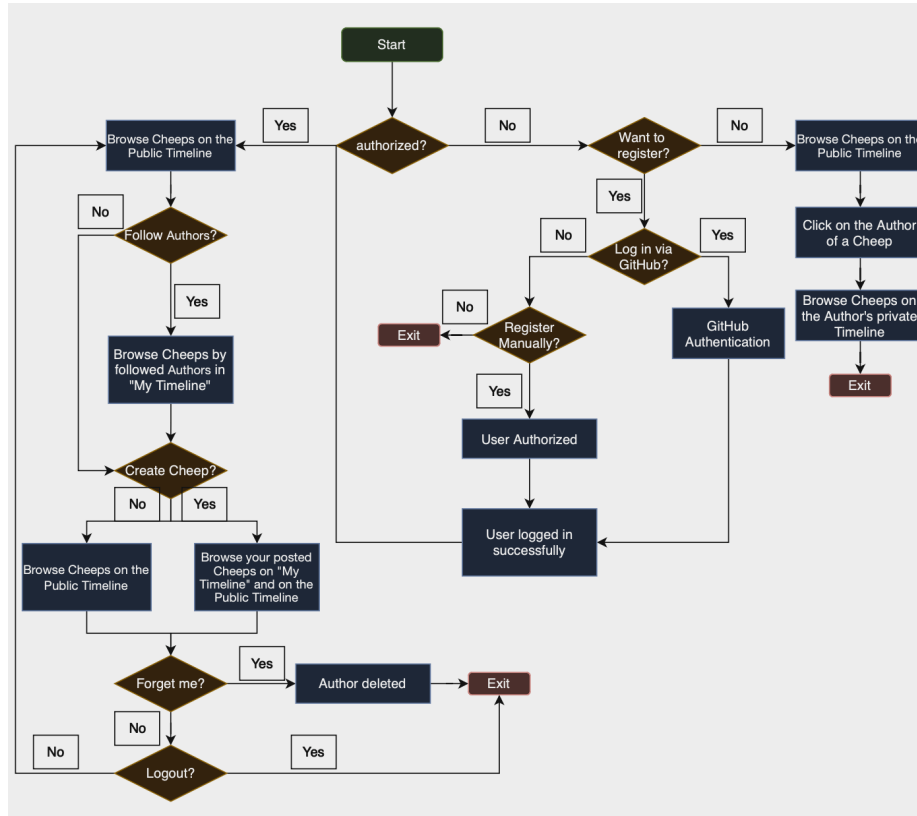 Start
Yes
authorized?
No
Want to
register?
No
Browse Cheeps on the
Public Timeline
Browse Cheeps on the
Public Timeline
No
Follow Authors?
Yes
Click on the Author
of a Cheep
No
Log in via
GitHub?
Yes
Yes
Browse Cheeps on
the Author's private
Timeline
No
Exit
Register
Manually?
GitHub
Authentication
Browse Cheeps by
followed Authors in
"My Timeline"
Exit
Yes
User Authorized
Create Cheep?
No
Yes
User logged in
successfully
Browse Cheeps on the
Public Timeline
Browse your posted
Cheeps on "My
Timeline" and on the
Public Timeline
Forget me?
Yes
Author deleted
Exit
No
No
Logout?
Yes